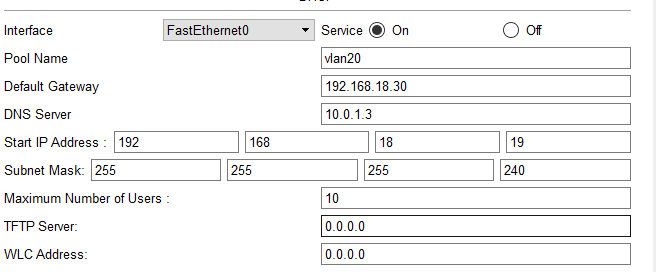 Interface FastEthernet0 Service On Off
Pool Name vlan20
Default Gateway 192.168.18.30
DNS Server 10.0.1.3
Start IP Address : 192 168 18 19
Subnet Mask: 255 255 255 240
Maximum Number of Users : 10
TFTP Server: 0.0.0.0
WLC Address: 0.0.0.0